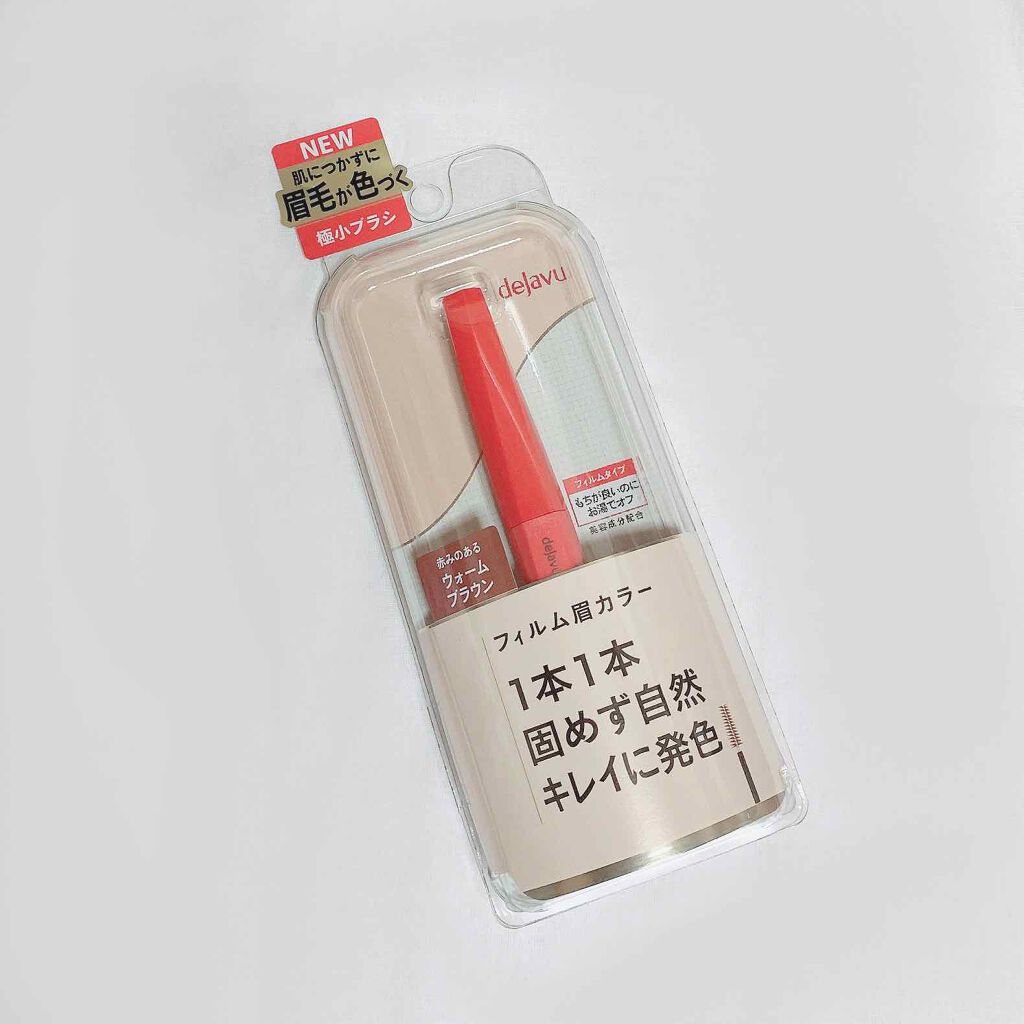 NEW
肌につかずに
眉毛が色づく
極小ブラシ
dejavu
フィルムタイプ
もちが良いのに
お湯でオフ
美容成分配合
dejavu
赤みのある
ウォーム
ブラウン
フィルム眉カラー
1本1本
固めず自然
キレイに発色